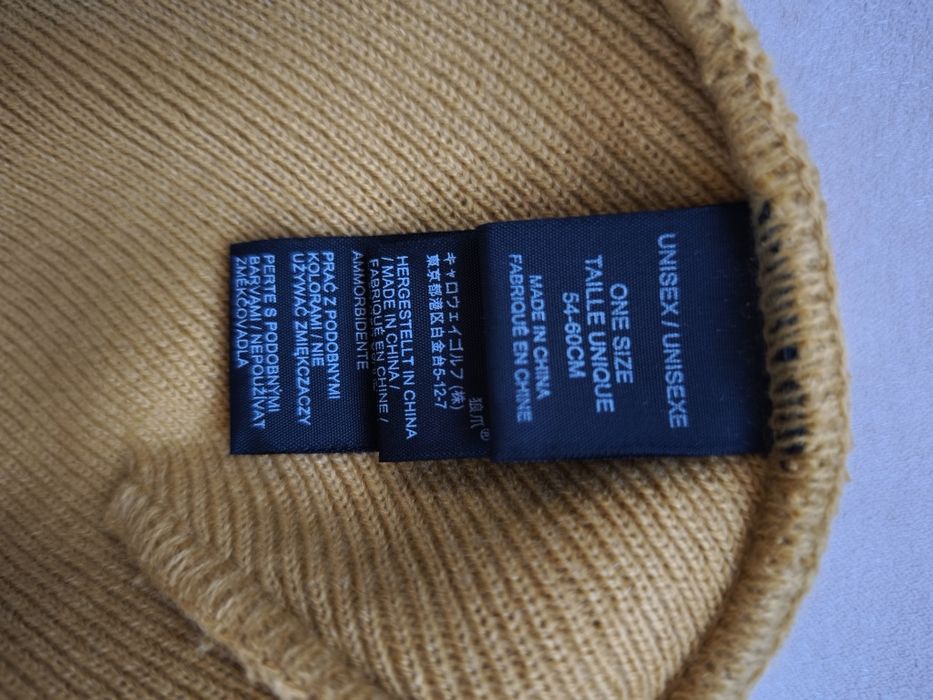 UNISEX / UNISEXE
ONE SIZE
TAILLE UNIQUE
54-60CM
MADE IN CHINA
FABRIQUÉ EN CHINE
狼爪®
キャロウェイゴルフ (株)
東京都港区白金台5-12-7
HERGESTELLT IN CHINA
/ MADE IN CHINA /
FABRIQUÉ EN CHINE /
AMMORBIDENTE
PRAĆ Z PODOBNYMI
KOLORAMI / NIE
UŻYWAĆ ZMIĘKCZACZY
PERTE S PODOBNÝMI
BARVAMI / NEPOUŽÍVAT
ZMĚKČOVADLA